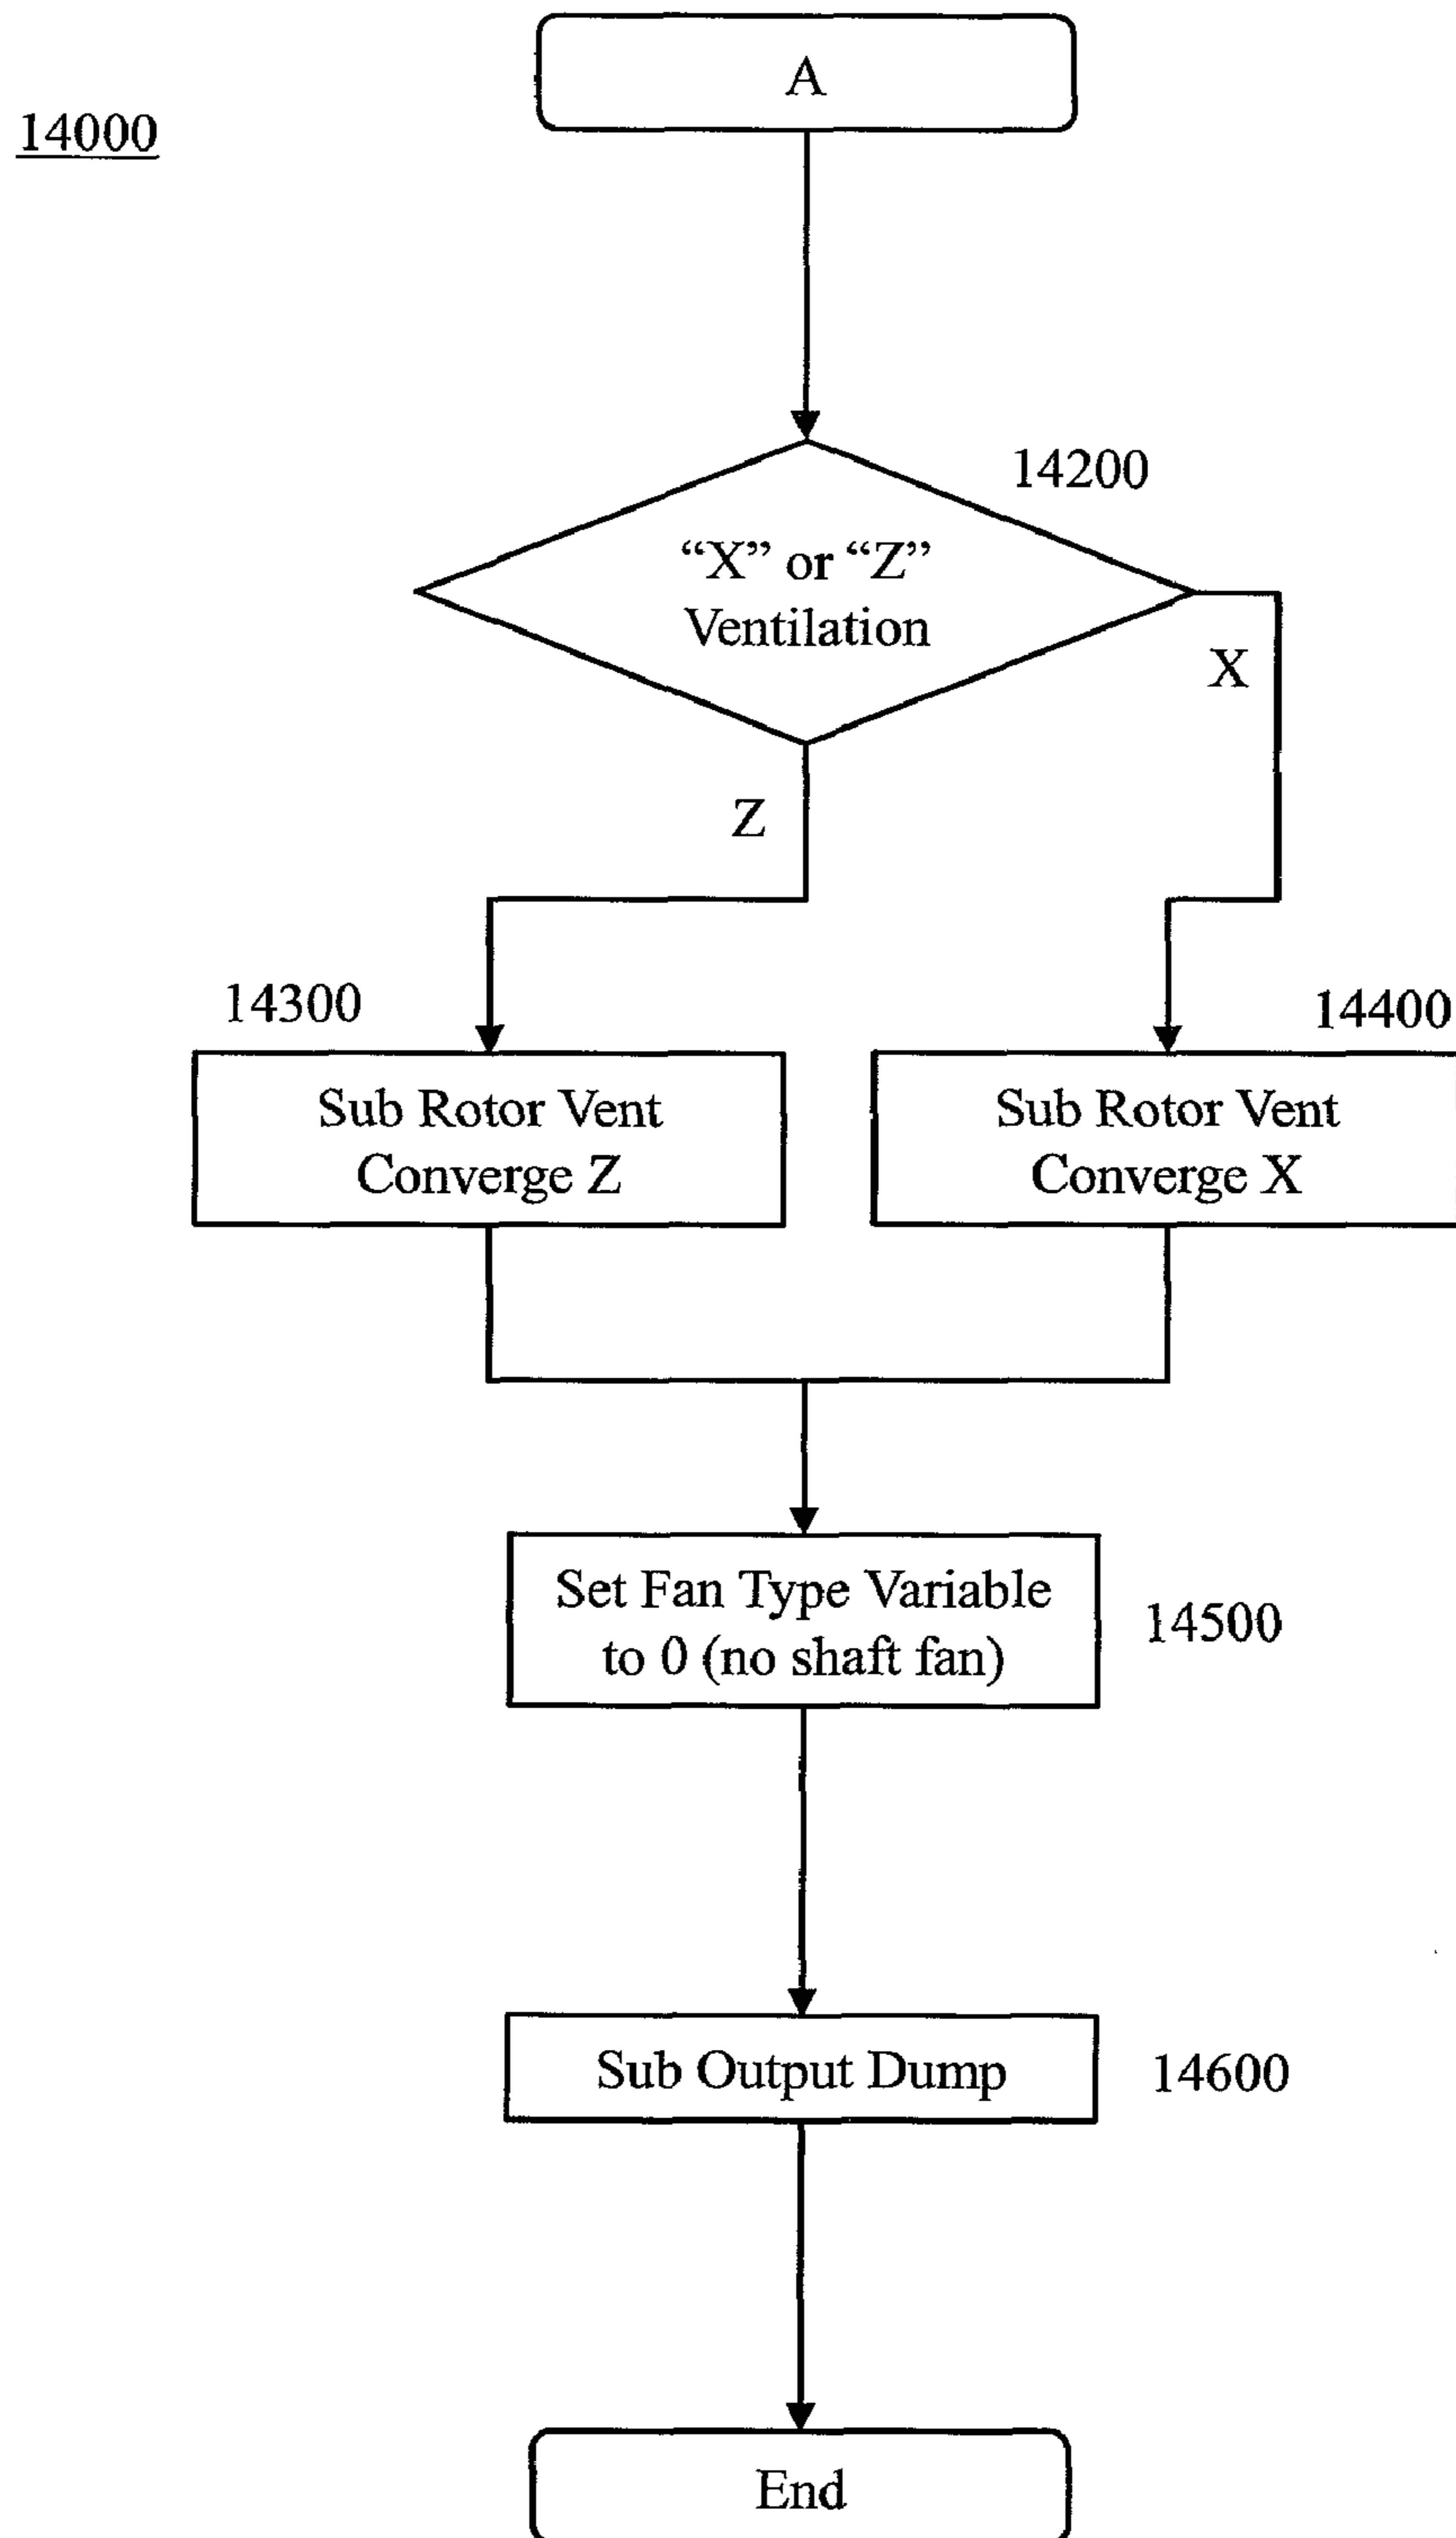 A
14000
14200
“X” or “Z”
Ventilation
X
Z
14300
14400
Sub Rotor Vent
Converge Z
Sub Rotor Vent
Converge X
Set Fan Type Variable
to 0 (no shaft fan)
14500
Sub Output Dump
14600
End